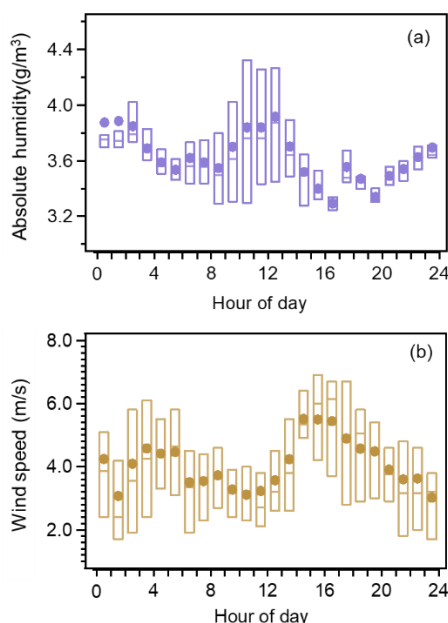 (a)
Absolute humidity(g/m³)
4.4
4.0
3.6
3.2
0 4 8 12 16 20 24
Hour of day
(b)
Wind speed (m/s)
8.0
6.0
4.0
2.0
0 4 8 12 16 20 24
Hour of day